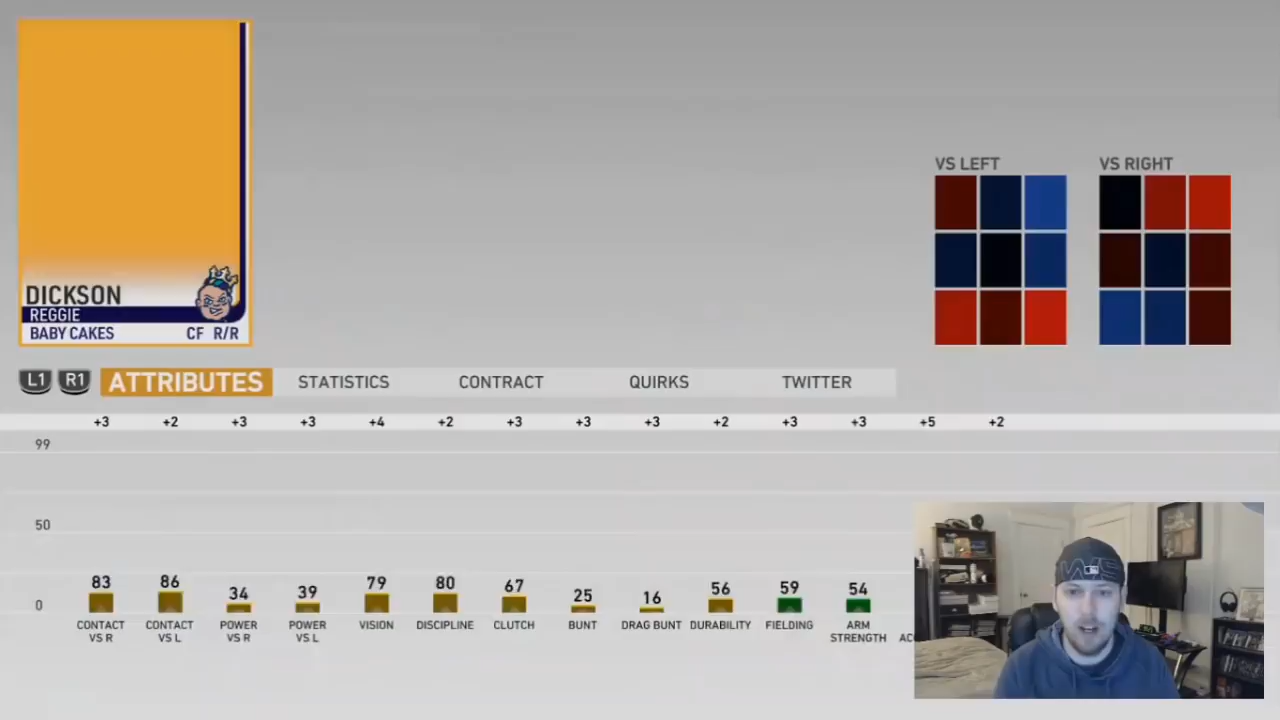 DICKSON
REGGIE
BABY CAKES CF R/R
VS LEFT VS RIGHT
L1 R1 ATTRIBUTES STATISTICS CONTRACT QUIRKS TWITTER
+3 +2 +3 +3 +4 +2 +3 +3 +3 +2 +3 +3 +5 +2
99
50
0
83 86 34 39 79 80 67 25 16 56 59 54
CONTACT VS R
CONTACT VS L
POWER VS R
POWER VS L
VISION
DISCIPLINE
CLUTCH
BUNT
DRAG BUNT
DURABILITY
FIELDING
ARM STRENGTH